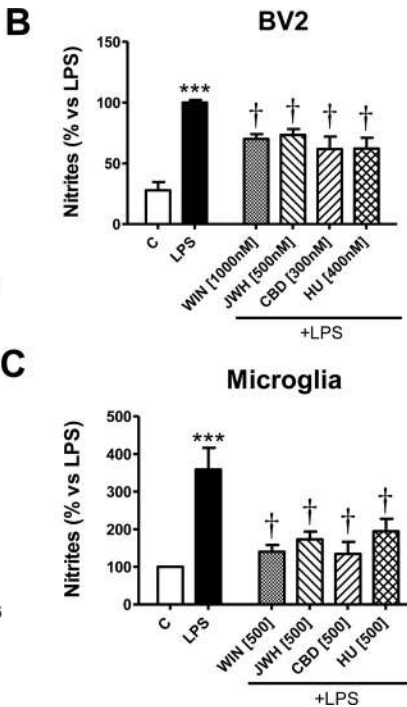 B
BV2
Nitrites (% vs LPS)
150
100
50
0
***
†
†
†
†
C
LPS
WIN [1000nM]
JWH [500nM]
CBD [300nM]
HU [400nM]
+LPS
C
Microglia
Nitrites (% vs LPS)
500
400
300
200
100
0
***
†
†
†
†
C
LPS
WIN [500]
JWH [500]
CBD [500]
HU [500]
+LPS